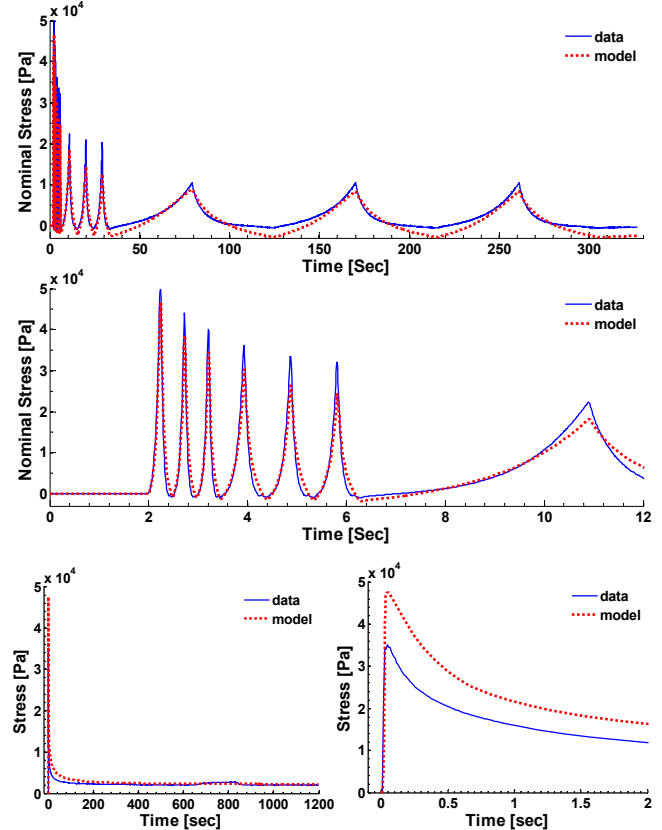 x 10^4
5
4
3
2
1
0
Nominal Stress [Pa]
data
model
0 50 100 150 200 250 300
Time [Sec]
x 10^4
5
4
3
2
1
0
Nominal Stress [Pa]
data
model
0 2 4 6 8 10 12
Time [Sec]
x 10^4
5
4
3
2
1
0
Stress [Pa]
data
model
0 200 400 600 800 1000 1200
Time [sec]
x 10^4
5
4
3
2
1
0
Stress [Pa]
data
model
0 0.5 1 1.5 2
Time [sec]